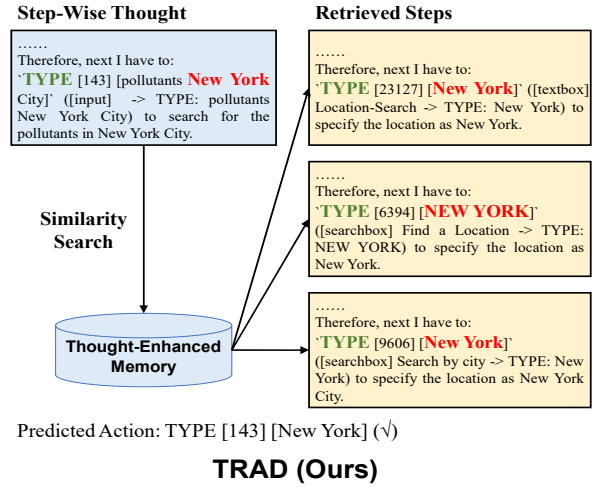 Step-Wise Thought
……
Therefore, next I have to:
`TYPE [143] [pollutants New York
City]` ([input] -> TYPE: pollutants
New York City) to search for the
pollutants in New York City.
Similarity
Search
Thought-Enhanced
Memory
Retrieved Steps
……
Therefore, next I have to:
`TYPE [23127] [New York]` ([textbox]
Location-Search -> TYPE: New York) to
specify the location as New York.
……
Therefore, next I have to:
`TYPE [6394] [NEW YORK]`
([searchbox] Find a Location -> TYPE:
NEW YORK) to specify the location as
New York.
……
Therefore, next I have to:
`TYPE [9606] [New York]`
([searchbox] Search by city -> TYPE: New
York) to specify the location as New York
City.
Predicted Action: TYPE [143] [New York] (√)
TRAD (Ours)